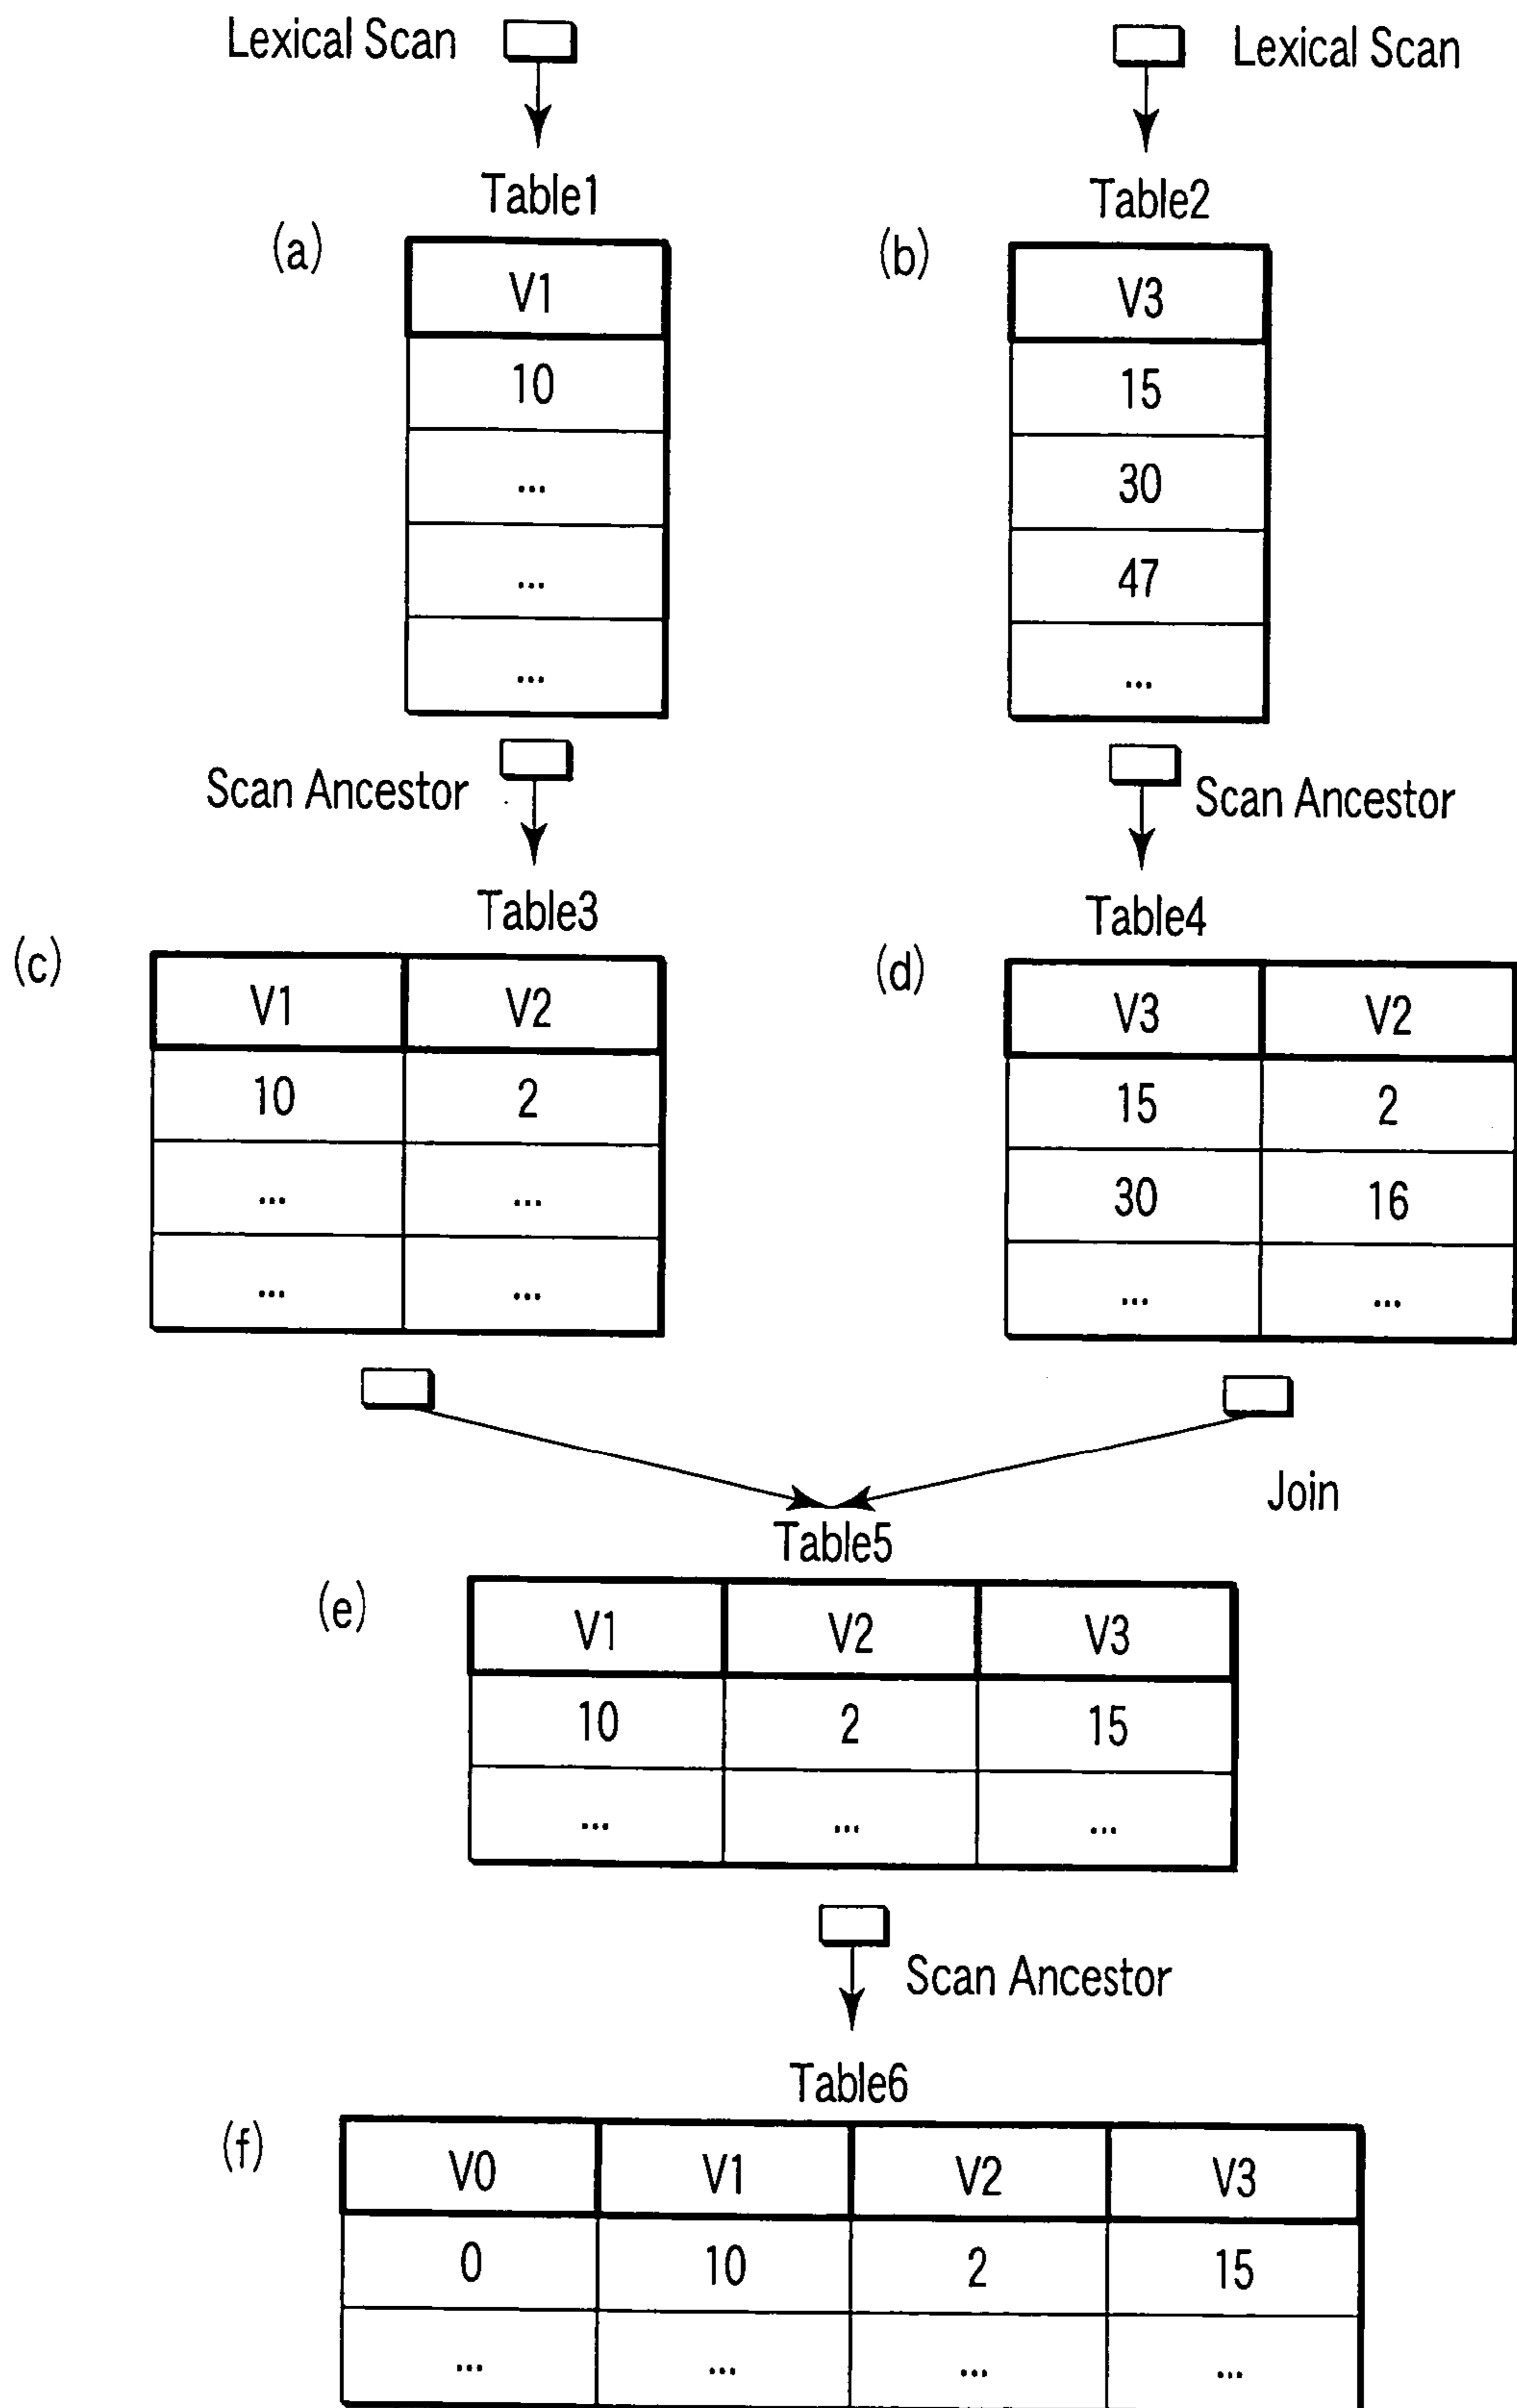 Lexical Scan
Lexical Scan
Table1
Table2
(a)
(b)
V1
10
...
...
...
V3
15
30
47
...
Scan Ancestor
Scan Ancestor
Table3
Table4
(c)
(d)
V1 V2
10 2
... ...
... ...
V3 V2
15 2
30 16
... ...
Join
Table5
(e)
V1 V2 V3
10 2 15
... ... ...
Scan Ancestor
Table6
(f)
V0 V1 V2 V3
0 10 2 15
... ... ... ...